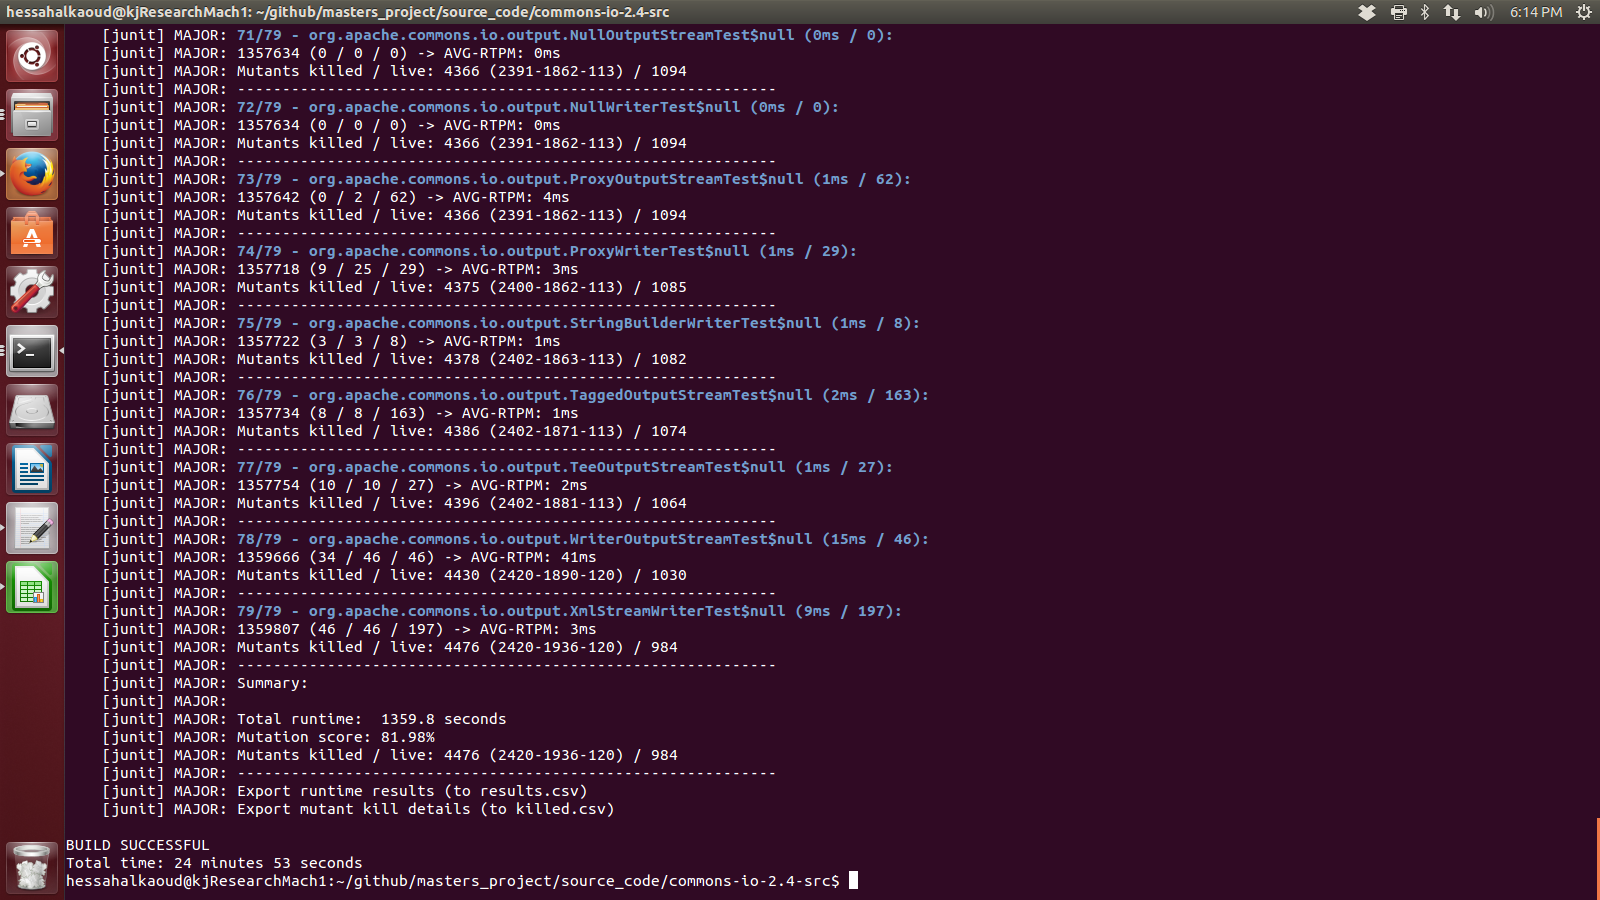 hessahalkaoud@kjResearchMach1: ~/github/masters_project/source_code/commons-io-2.4-src
6:14 PM
[junit] MAJOR: 71/79 - org.apache.commons.io.output.NullOutputStreamTest$null (0ms / 0):
[junit] MAJOR: 1357634 (0 / 0 / 0) -> AVG-RTPM: 0ms
[junit] MAJOR: Mutants killed / live: 4366 (2391-1862-113) / 1094
[junit] MAJOR: ------------------------------------------------------------
[junit] MAJOR: 72/79 - org.apache.commons.io.output.NullWriterTest$null (0ms / 0):
[junit] MAJOR: 1357634 (0 / 0 / 0) -> AVG-RTPM: 0ms
[junit] MAJOR: Mutants killed / live: 4366 (2391-1862-113) / 1094
[junit] MAJOR: ------------------------------------------------------------
[junit] MAJOR: 73/79 - org.apache.commons.io.output.ProxyOutputStreamTest$null (1ms / 62):
[junit] MAJOR: 1357642 (0 / 2 / 62) -> AVG-RTPM: 4ms
[junit] MAJOR: Mutants killed / live: 4366 (2391-1862-113) / 1094
[junit] MAJOR: ------------------------------------------------------------
[junit] MAJOR: 74/79 - org.apache.commons.io.output.ProxyWriterTest$null (1ms / 29):
[junit] MAJOR: 1357718 (9 / 25 / 29) -> AVG-RTPM: 3ms
[junit] MAJOR: Mutants killed / live: 4375 (2400-1862-113) / 1085
[junit] MAJOR: ------------------------------------------------------------
[junit] MAJOR: 75/79 - org.apache.commons.io.output.StringBuilderWriterTest$null (1ms / 8):
[junit] MAJOR: 1357722 (3 / 3 / 8) -> AVG-RTPM: 1ms
[junit] MAJOR: Mutants killed / live: 4378 (2402-1863-113) / 1082
[junit] MAJOR: ------------------------------------------------------------
[junit] MAJOR: 76/79 - org.apache.commons.io.output.TaggedOutputStreamTest$null (2ms / 163):
[junit] MAJOR: 1357734 (8 / 8 / 163) -> AVG-RTPM: 1ms
[junit] MAJOR: Mutants killed / live: 4386 (2402-1871-113) / 1074
[junit] MAJOR: ------------------------------------------------------------
[junit] MAJOR: 77/79 - org.apache.commons.io.output.TeeOutputStreamTest$null (1ms / 27):
[junit] MAJOR: 1357754 (10 / 10 / 27) -> AVG-RTPM: 2ms
[junit] MAJOR: Mutants killed / live: 4396 (2402-1881-113) / 1064
[junit] MAJOR: ------------------------------------------------------------
[junit] MAJOR: 78/79 - org.apache.commons.io.output.WriterOutputStreamTest$null (15ms / 46):
[junit] MAJOR: 1359666 (34 / 46 / 46) -> AVG-RTPM: 41ms
[junit] MAJOR: Mutants killed / live: 4430 (2420-1890-120) / 1030
[junit] MAJOR: ------------------------------------------------------------
[junit] MAJOR: 79/79 - org.apache.commons.io.output.XmlStreamWriterTest$null (9ms / 197):
[junit] MAJOR: 1359807 (46 / 46 / 197) -> AVG-RTPM: 3ms
[junit] MAJOR: Mutants killed / live: 4476 (2420-1936-120) / 984
[junit] MAJOR: ------------------------------------------------------------
[junit] MAJOR: Summary:
[junit] MAJOR:
[junit] MAJOR: Total runtime:  1359.8 seconds
[junit] MAJOR: Mutation score: 81.98%
[junit] MAJOR: Mutants killed / live: 4476 (2420-1936-120) / 984
[junit] MAJOR: ------------------------------------------------------------
[junit] MAJOR: Export runtime results (to results.csv)
[junit] MAJOR: Export mutant kill details (to killed.csv)
BUILD SUCCESSFUL
Total time: 24 minutes 53 seconds
hessahalkaoud@kjResearchMach1:~/github/masters_project/source_code/commons-io-2.4-src$